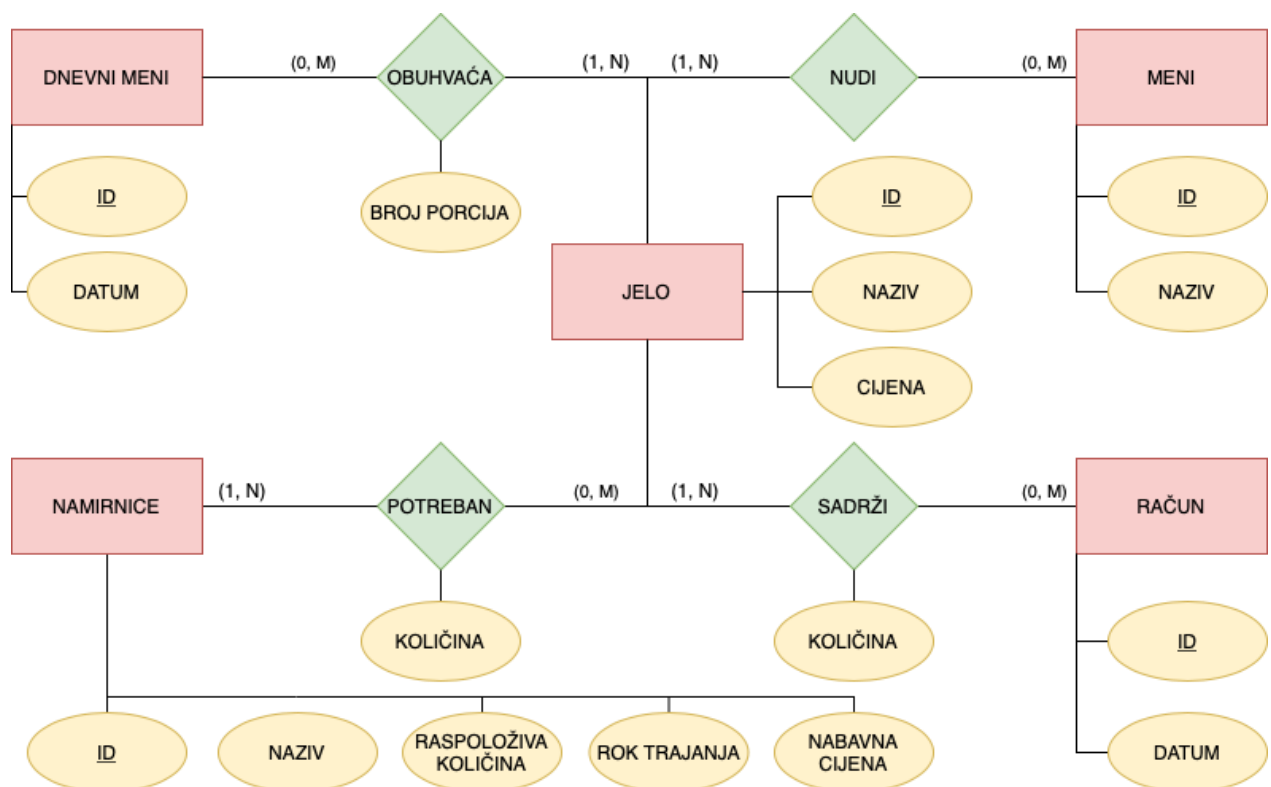 DNEVNI MENI
(0, M)
OBUHVAĆA
(1, N)
(1, N)
NUDI
(0, M)
MENI
ID
BROJ PORCIJA
ID
ID
DATUM
JELO
NAZIV
NAZIV
CIJENA
NAMIRNICE
(1, N)
POTREBAN
(0, M)
(1, N)
SADRŽI
(0, M)
RAČUN
KOLIČINA
KOLIČINA
ID
ID
NAZIV
RASPOLOŽIVA
KOLIČINA
ROK TRAJANJA
NABAVNA
CIJENA
DATUM